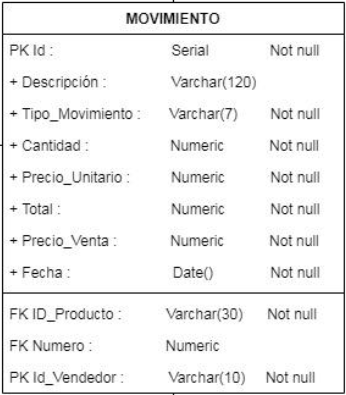 MOVIMIENTO
PK Id : Serial Not null
+ Descripción : Varchar(120)
+ Tipo_Movimiento : Varchar(7) Not null
+ Cantidad : Numeric Not null
+ Precio_Unitario : Numeric Not null
+ Total : Numeric Not null
+ Precio_Venta : Numeric Not null
+ Fecha : Date() Not null
FK ID_Producto : Varchar(30) Not null
FK Numero : Numeric
PK Id_Vendedor : Varchar(10) Not null